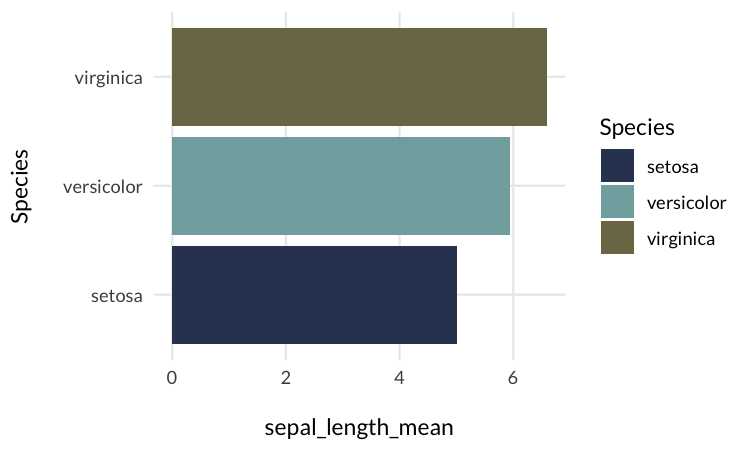 Species
virginica
versicolor
setosa
0 2 4 6
sepal_length_mean
Species
setosa
versicolor
virginica